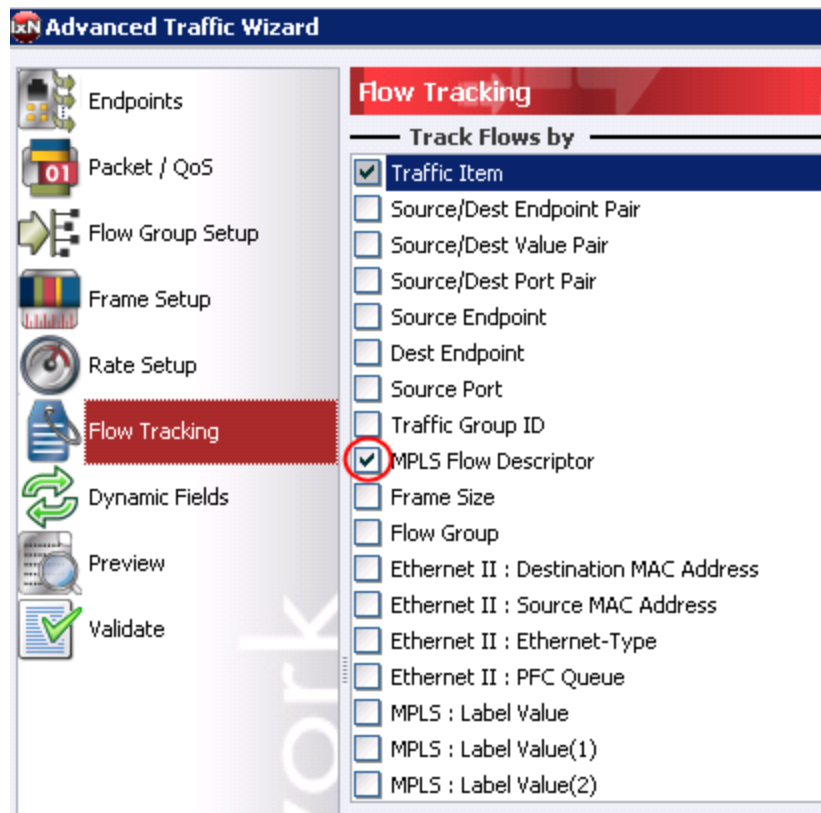 IxN Advanced Traffic Wizard
Endpoints
01
Packet / QoS
Flow Group Setup
Frame Setup
Rate Setup
Flow Tracking
Dynamic Fields
Preview
Validate
work
Flow Tracking
Track Flows by
Traffic Item
Source/Dest Endpoint Pair
Source/Dest Value Pair
Source/Dest Port Pair
Source Endpoint
Dest Endpoint
Source Port
Traffic Group ID
MPLS Flow Descriptor
Frame Size
Flow Group
Ethernet II : Destination MAC Address
Ethernet II : Source MAC Address
Ethernet II : Ethernet-Type
Ethernet II : PFC Queue
MPLS : Label Value
MPLS : Label Value(1)
MPLS : Label Value(2)